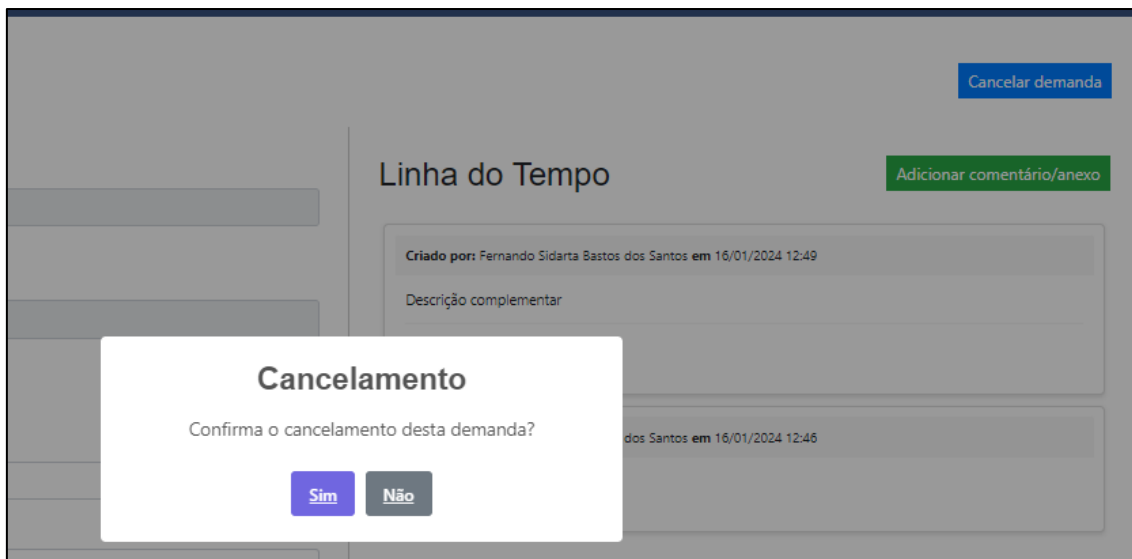 Cancelar demanda
Linha do Tempo
Adicionar comentário/anexo
Criado por: Fernando Sidarta Bastos dos Santos em 16/01/2024 12:49
Descrição complementar
Cancelamento
Confirma o cancelamento desta demanda?
dos Santos em 16/01/2024 12:46
Sim
Não